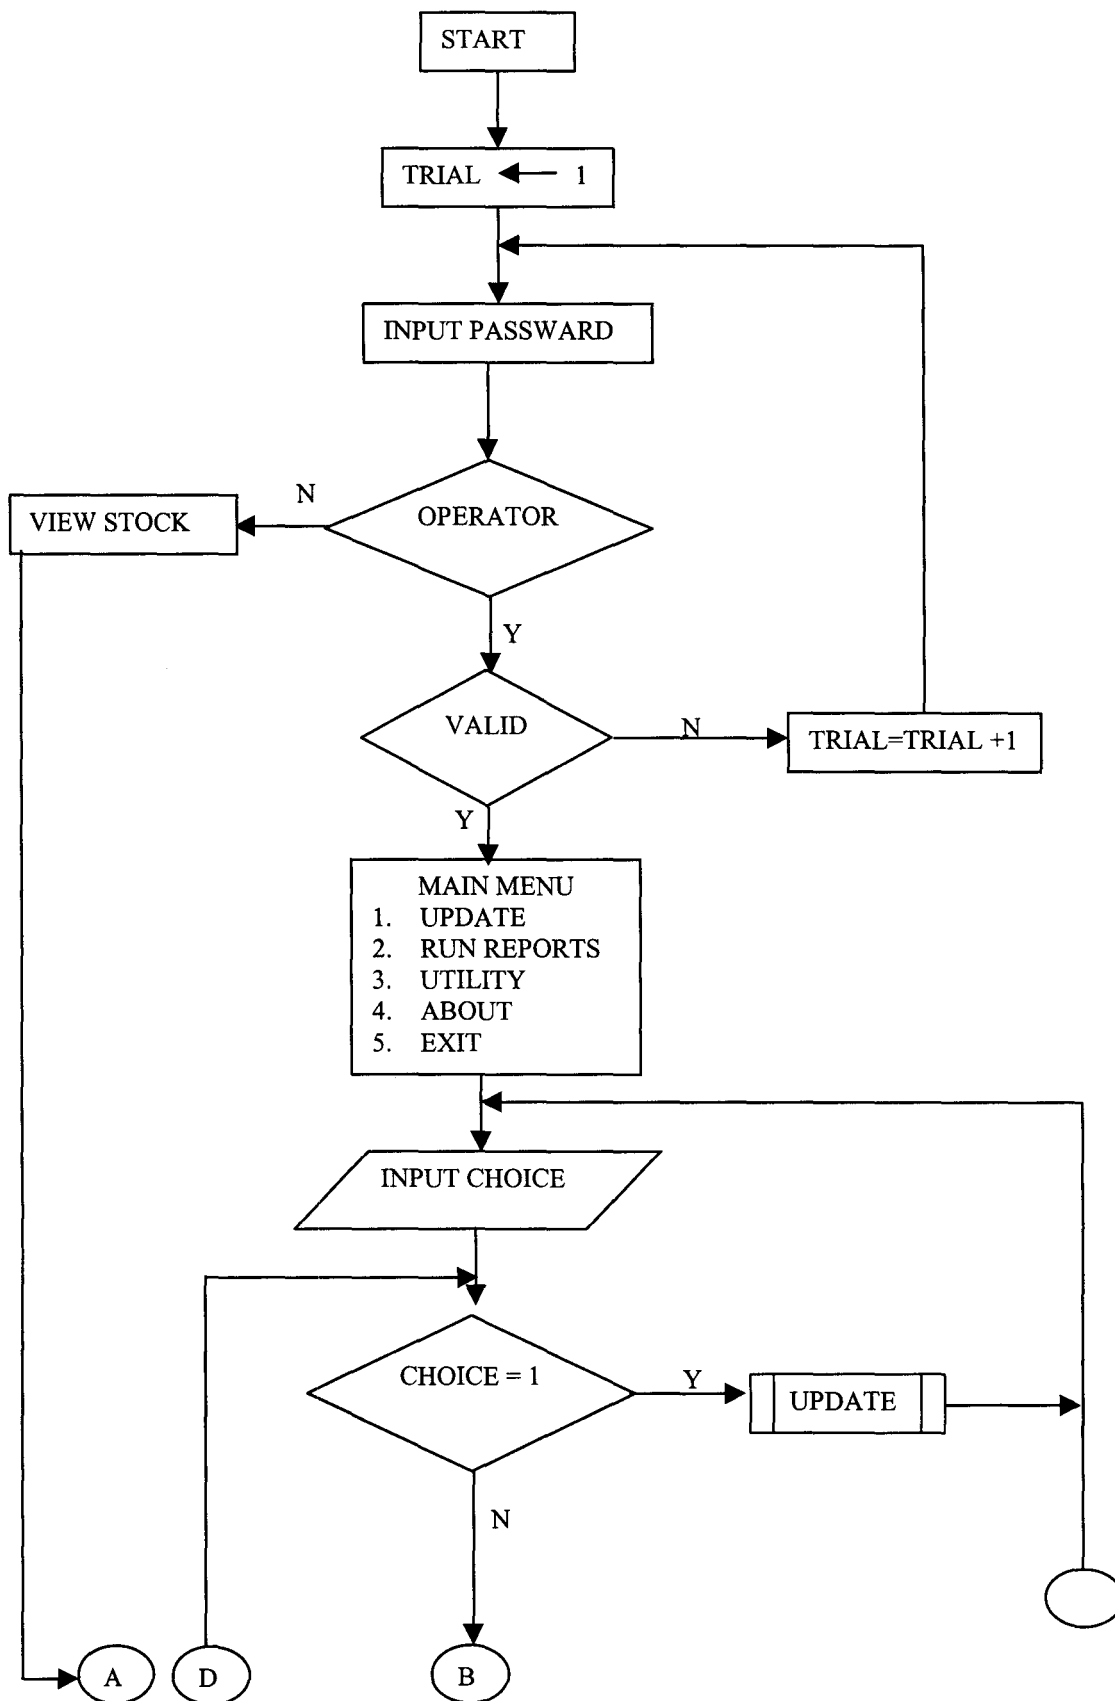 START
TRIAL ← 1
INPUT PASSWARD
N
VIEW STOCK
OPERATOR
Y
VALID
N
TRIAL=TRIAL +1
Y
MAIN MENU
1. UPDATE
2. RUN REPORTS
3. UTILITY
4. ABOUT
5. EXIT
INPUT CHOICE
CHOICE = 1
Y
UPDATE
N
A
D
B